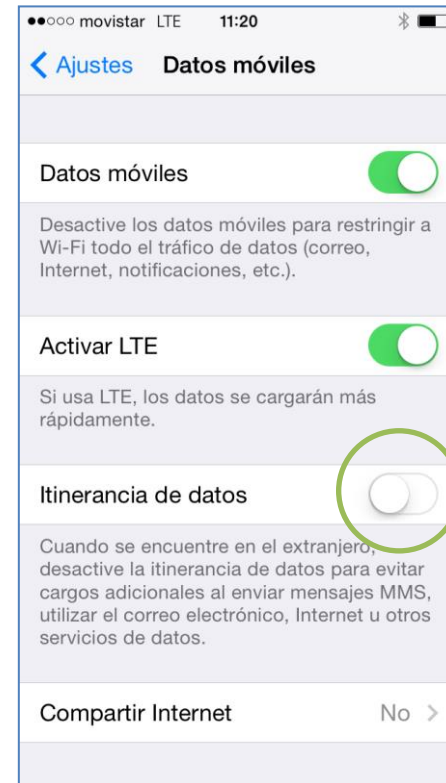 movistar LTE 11:20
Ajustes Datos móviles
Datos móviles
Desactive los datos móviles para restringir a
Wi-Fi todo el tráfico de datos (correo,
Internet, notificaciones, etc.).
Activar LTE
Si usa LTE, los datos se cargarán más
rápidamente.
Itinerancia de datos
Cuando se encuentre en el extranjero,
desactive la itinerancia de datos para evitar
cargos adicionales al enviar mensajes MMS,
utilizar el correo electrónico, Internet u otros
servicios de datos.
Compartir Internet No